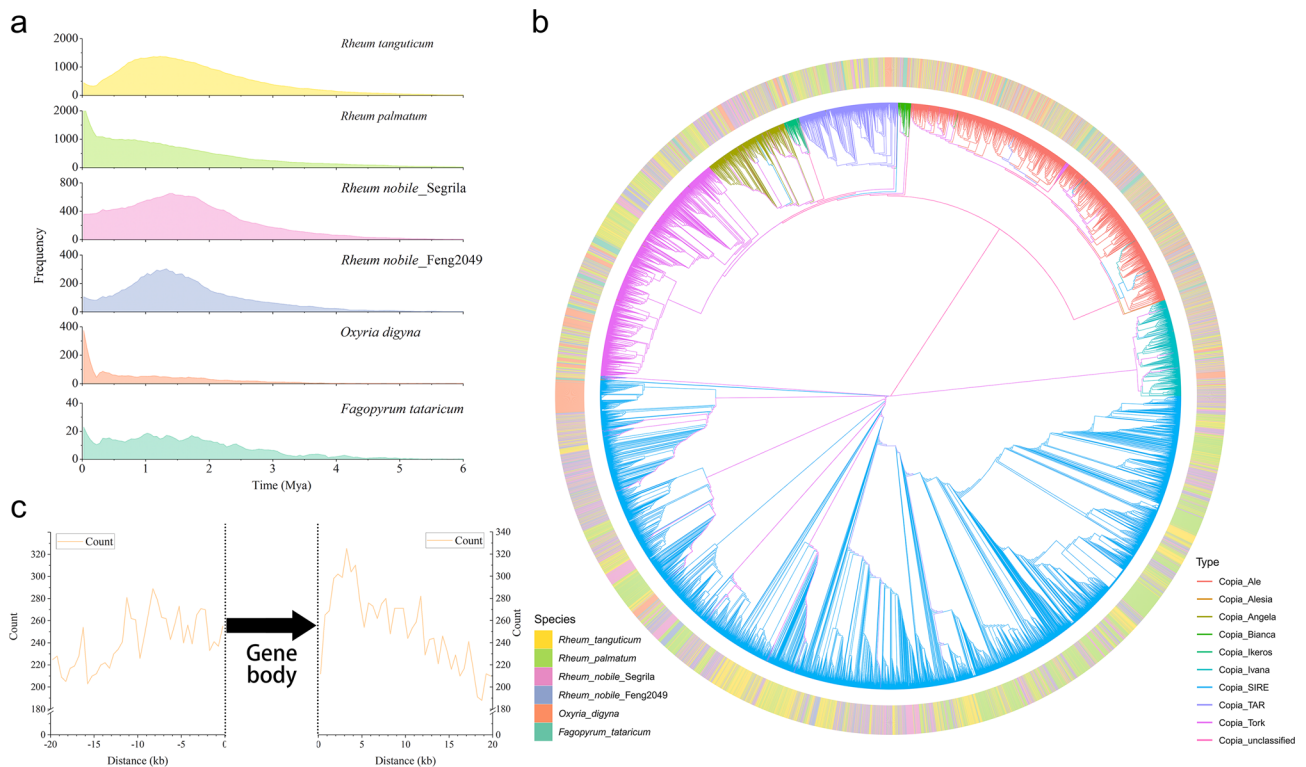 a
2000
1000
0
Rheum tanguticum
2000
1000
0
Rheum palmatum
800
400
0
Rheum nobile_Segrila
400
200
0
Rheum nobile_Feng2049
400
200
0
Oxyria digyna
40
20
0
Fagopyrum tataricum
Frequency
0 1 2 3 4 5 6
Time (Mya)
b
Species
Rheum_tanguticum
Rheum_palmatum
Rheum_nobile_Segrila
Rheum_nobile_Feng2049
Oxyria_digyna
Fagopyrum_tataricum
Type
Copia_Ale
Copia_Alesia
Copia_Angela
Copia_Bianca
Copia_Ikeros
Copia_Ivana
Copia_SIRE
Copia_TAR
Copia_Tork
Copia_unclassified
c
Count
320
300
280
260
240
220
200
180
0
Count
-20 -15 -10 -5 0
Distance (kb)
Gene
body
Count
340
320
300
280
260
240
220
200
180
0
Count
0 5 10 15 20
Distance (kb)